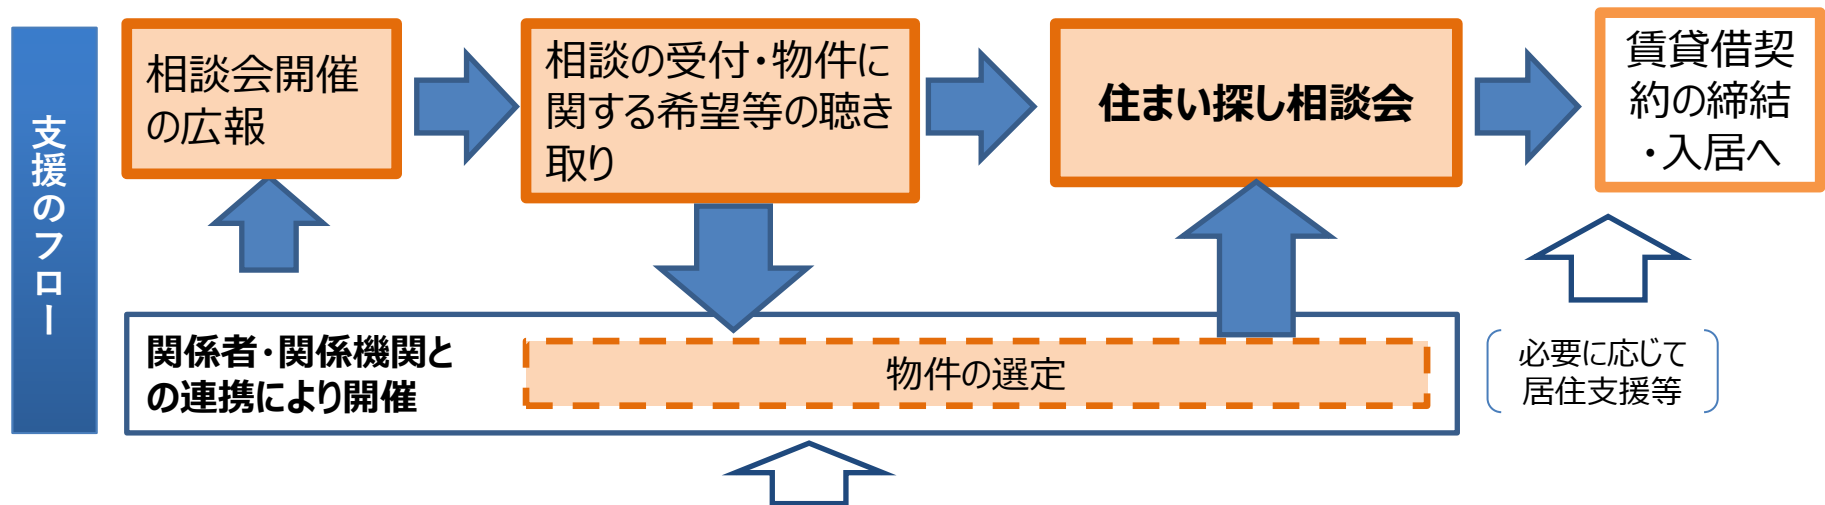 支援のフロー
相談会開催
の広報
相談の受付・物件に
関する希望等の聴き
取り
住まい探し相談会
賃貸借契
約の締結
・入居へ
関係者・関係機関と
の連携により開催
物件の選定
必要に応じて
居住支援等